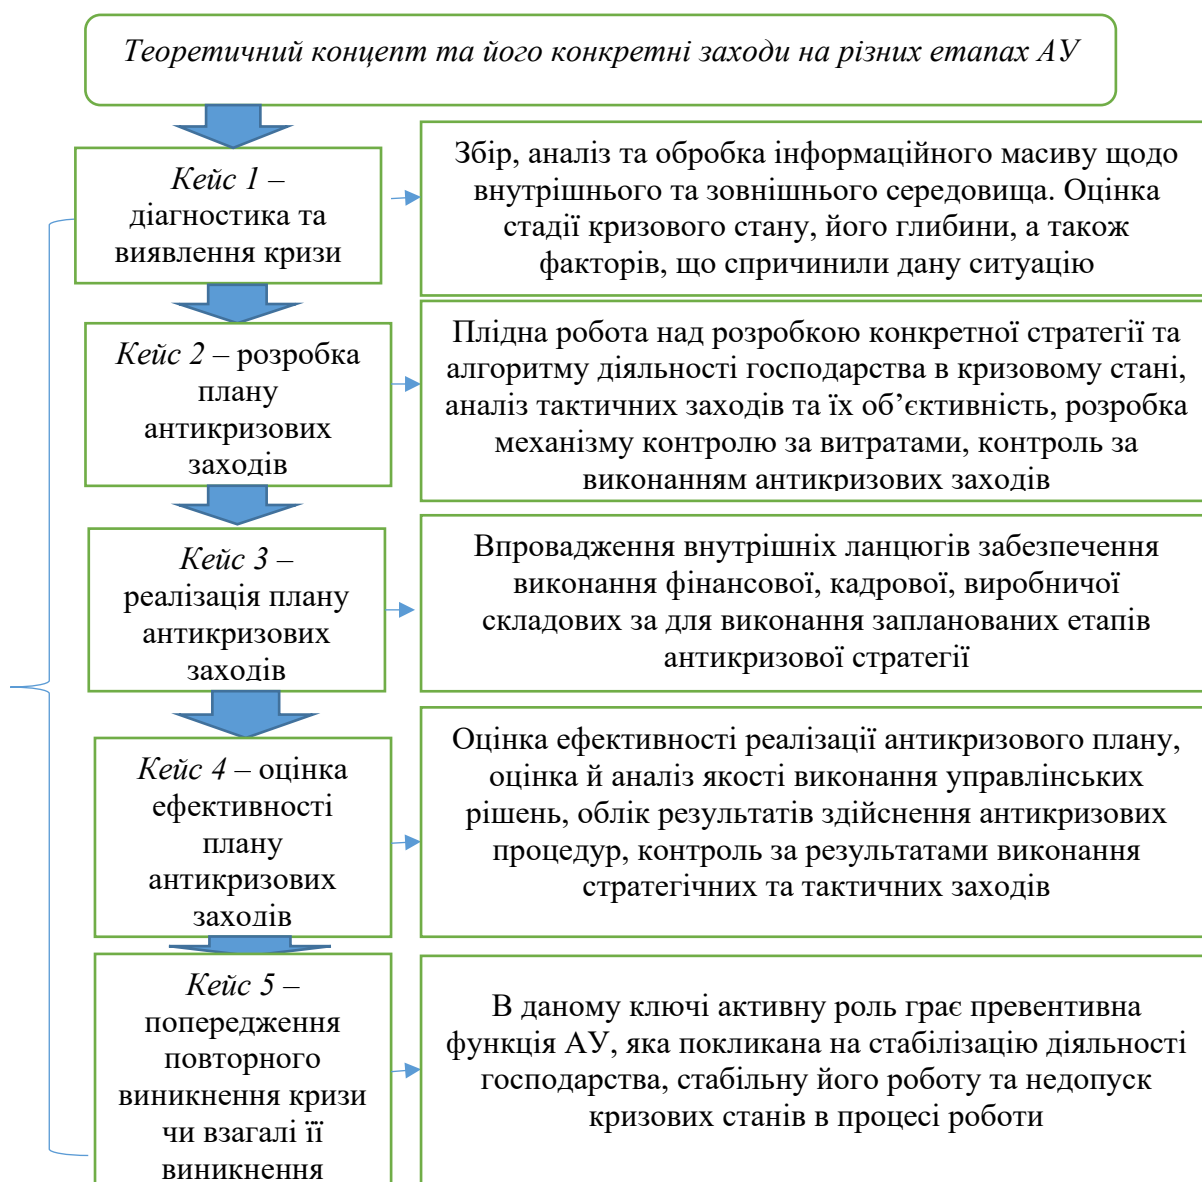 Теоретичний концепт та його конкретні заходи на різних етапах АУ
Кейс 1 –
діагностика та
виявлення кризи
Збір, аналіз та обробка інформаційного масиву щодо
внутрішнього та зовнішнього середовища. Оцінка
стадії кризового стану, його глибини, а також
факторів, що спричинили дану ситуацію
Кейс 2 – розробка
плану
антикризових
заходів
Плідна робота над розробкою конкретної стратегії та
алгоритму діяльності господарства в кризовому стані,
аналіз тактичних заходів та їх об’єктивність, розробка
механізму контролю за витратами, контроль за
виконанням антикризових заходів
Кейс 3 –
реалізація плану
антикризових
заходів
Впровадження внутрішніх ланцюгів забезпечення
виконання фінансової, кадрової, виробничої
складових за для виконання запланованих етапів
антикризової стратегії
Кейс 4 – оцінка
ефективності
плану
антикризових
заходів
Оцінка ефективності реалізації антикризового плану,
оцінка й аналіз якості виконання управлінських
рішень, облік результатів здійснення антикризових
процедур, контроль за результатами виконання
стратегічних та тактичних заходів
Кейс 5 –
попередження
повторного
виникнення кризи
чи взагалі її
виникнення
В даному ключі активну роль грає превентивна
функція АУ, яка покликана на стабілізацію діяльності
господарства, стабільну його роботу та недопуск
кризових станів в процесі роботи